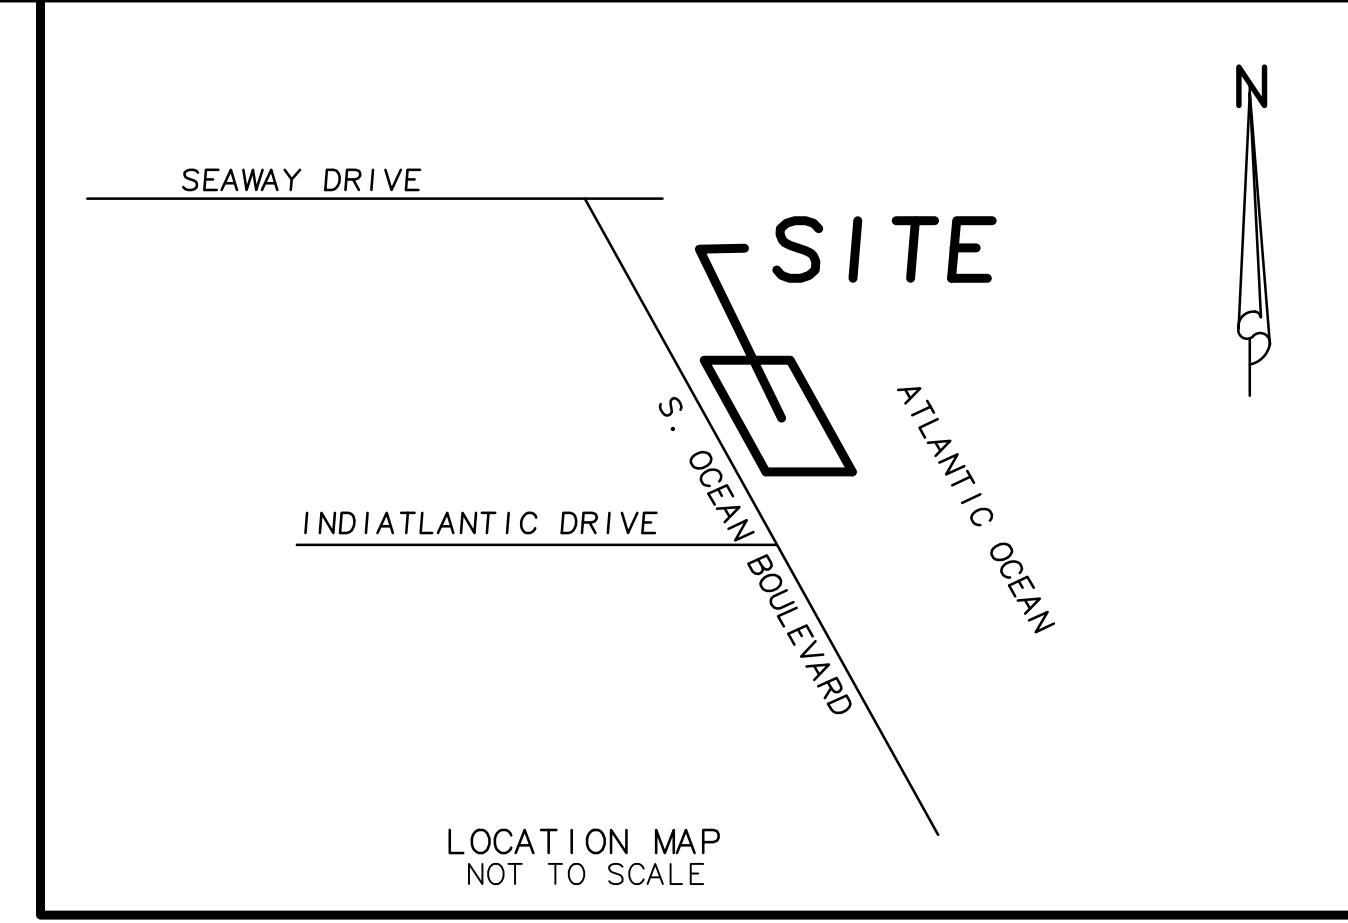 N
SEAWAY DRIVE
SITE
S. OCEAN BOULEVARD
ATLANTIC OCEAN
INDIATLANTIC DRIVE
LOCATION MAP
NOT TO SCALE